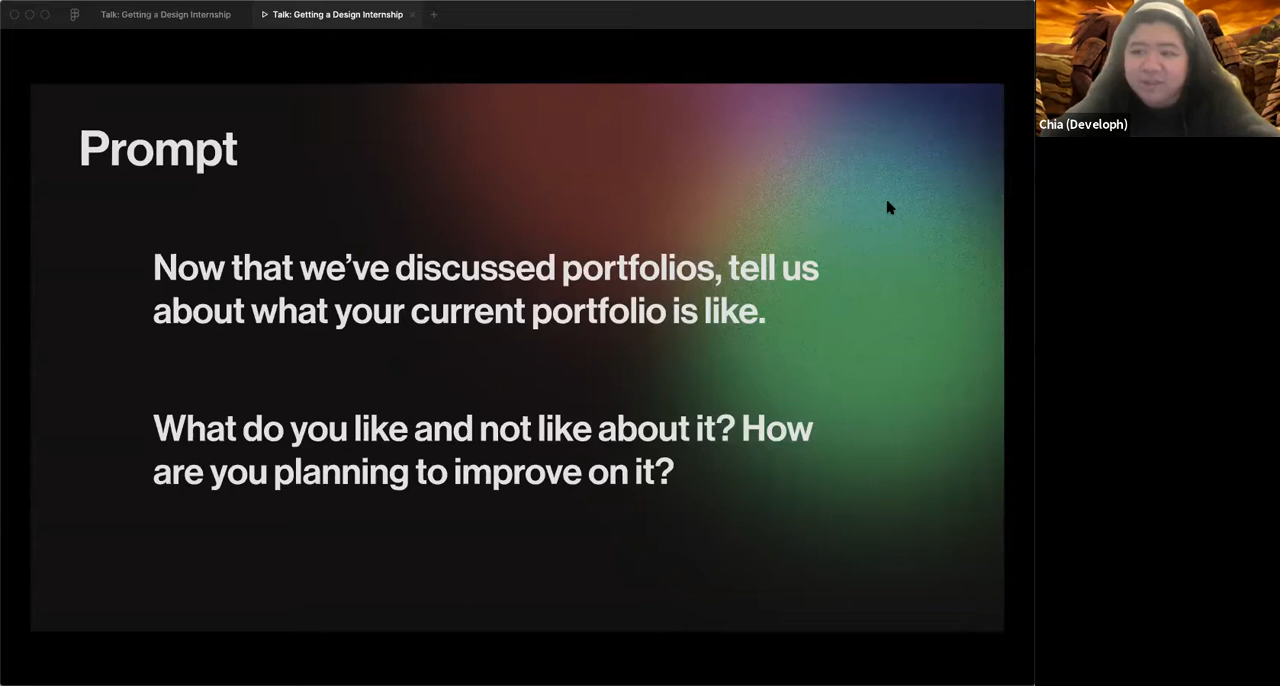 Talk: Getting a Design Internship
Talk: Getting a Design Internship
Prompt
Now that we’ve discussed portfolios, tell us
about what your current portfolio is like.
What do you like and not like about it? How
are you planning to improve on it?
Chia (Developh)